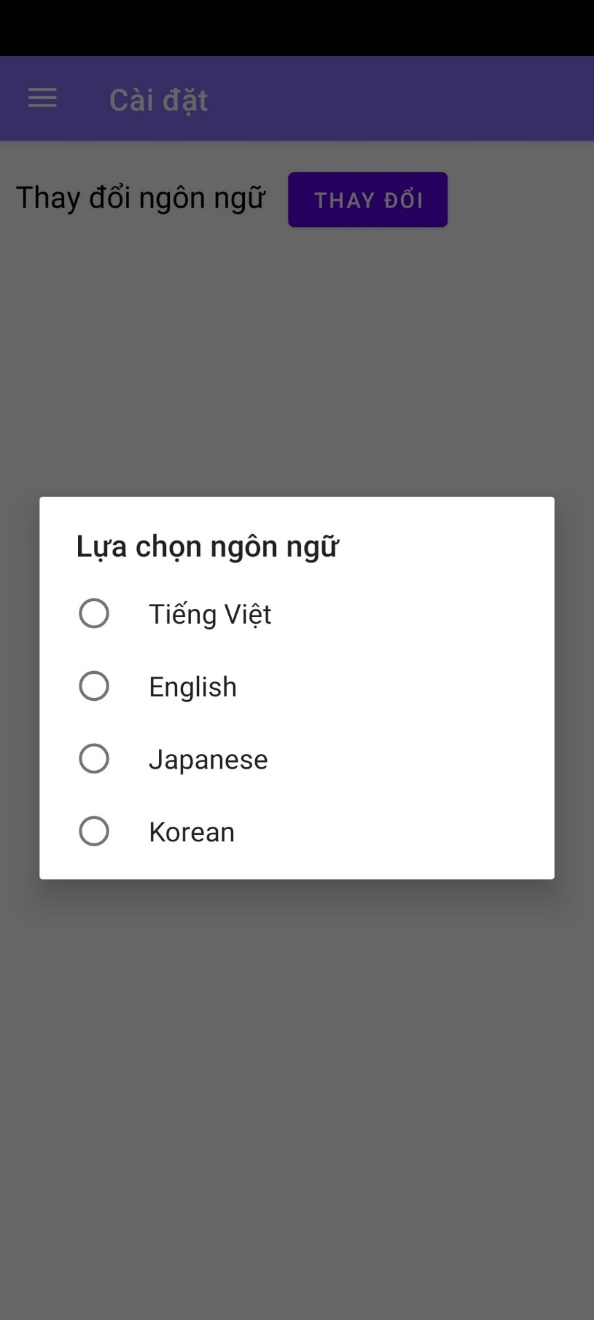 Cài đặt
Thay đổi ngôn ngữ THAY ĐỔI
Lựa chọn ngôn ngữ
Tiếng Việt
English
Japanese
Korean